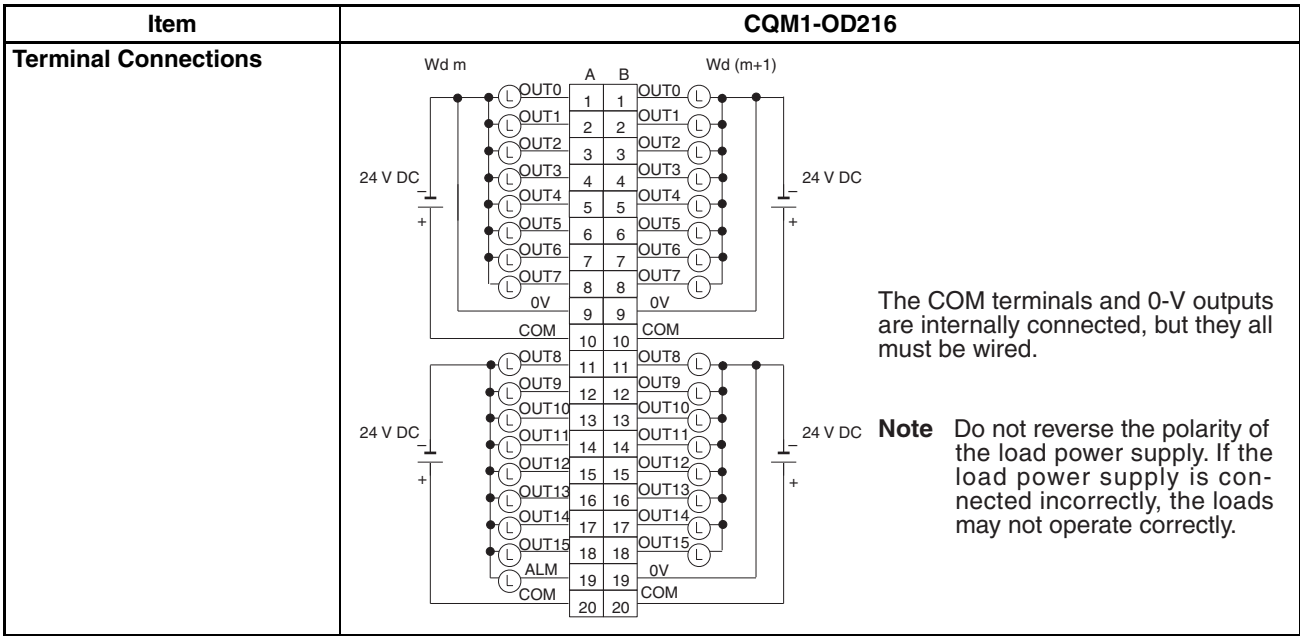 Item CQM1-OD216
Terminal Connections
Wd m A B Wd (m+1)
L OUT0 1 1 OUT0 L
L OUT1 2 2 OUT1 L
L OUT2 3 3 OUT2 L
24 V DC L OUT3 4 4 OUT3 L 24 V DC
– L OUT4 5 5 OUT4 L –
+ L OUT5 6 6 OUT5 L +
L OUT6 7 7 OUT6 L
L OUT7 8 8 OUT7 L
0V 9 9 0V
COM 10 10 COM
L OUT8 11 11 OUT8 L
L OUT9 12 12 OUT9 L
L OUT10 13 13 OUT10 L
24 V DC L OUT11 14 14 OUT11 L 24 V DC
– L OUT12 15 15 OUT12 L –
+ L OUT13 16 16 OUT13 L +
L OUT14 17 17 OUT14 L
L OUT15 18 18 OUT15 L
L ALM 19 19 0V
COM 20 20 COM
The COM terminals and 0-V outputs
are internally connected, but they all
must be wired.
Note Do not reverse the polarity of
the load power supply. If the
load power supply is con-
nected incorrectly, the loads
may not operate correctly.